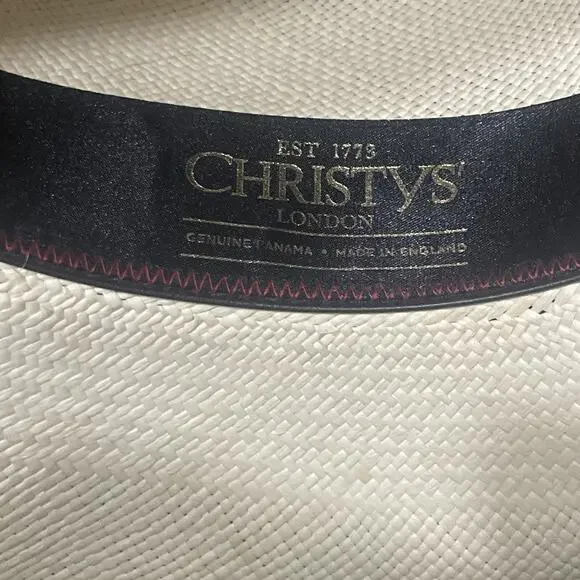 EST 1773
CHRISTYS'
LONDON
GENUINE PANAMA • MADE IN ENGLAND